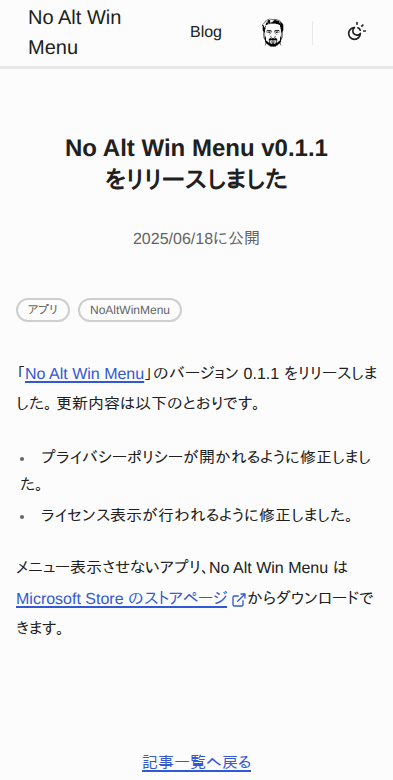 No Alt Win
Menu
Blog
No Alt Win Menu v0.1.1
をリリースしました
2025/06/18に公開
アプリ
NoAltWinMenu
「No Alt Win Menu」のバージョン 0.1.1 をリリースしま
した。更新内容は以下のとおりです。
• プライバシーポリシーが開かれるように修正しまし
た。
• ライセンス表示が行われるように修正しました。
メニュー表示させないアプリ、No Alt Win Menu は
Microsoft Store のストアページからダウンロードで
きます。
記事一覧へ戻る